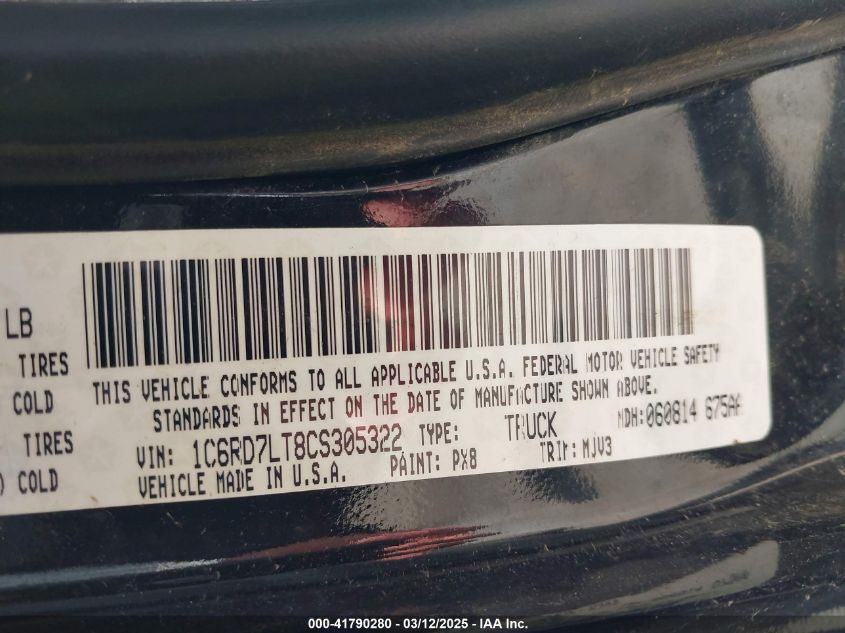 LB
TIRES
COLD
TIRES
) COLD
THIS VEHICLE CONFORMS TO ALL APPLICABLE U.S.A. FEDERAL MOTOR VEHICLE SAFETY
STANDARDS IN EFFECT ON THE DATE OF MANUFACTURE SHOWN ABOVE.
VIN: 1C6RD7LT8CS305322 TYPE: TRUCK MDH:060814 675AA
VEHICLE MADE IN U.S.A. PAINT: PX8 TRIM: MJV3
000-41790280 - 03/12/2025 - IAA Inc.